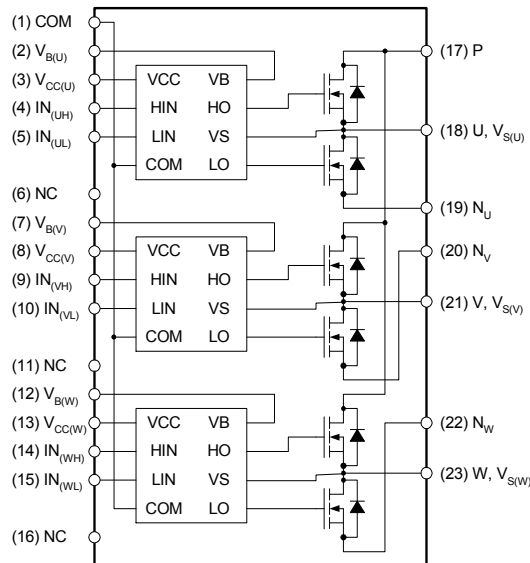 (1) COM
(2) V_B(U)
(3) V_CC(U)
(4) IN_(UH)
(5) IN_(UL)
(6) NC
(7) V_B(V)
(8) V_CC(V)
(9) IN_(VH)
(10) IN_(VL)
(11) NC
(12) V_B(W)
(13) V_CC(W)
(14) IN_(WH)
(15) IN_(WL)
(16) NC
VCC VB
HIN HO
LIN VS
COM LO
VCC VB
HIN HO
LIN VS
COM LO
VCC VB
HIN HO
LIN VS
COM LO
(17) P
(18) U, V_S(U)
(19) N_U
(20) N_V
(21) V, V_S(V)
(22) N_W
(23) W, V_S(W)